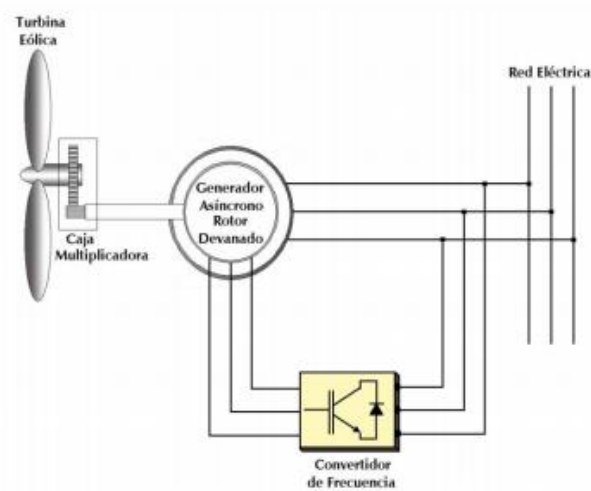 Turbina
Eólica
Red Eléctrica
Generador
Asíncrono
Rotor
Devanado
Caja
Multiplicadora
Convertidor
de Frecuencia